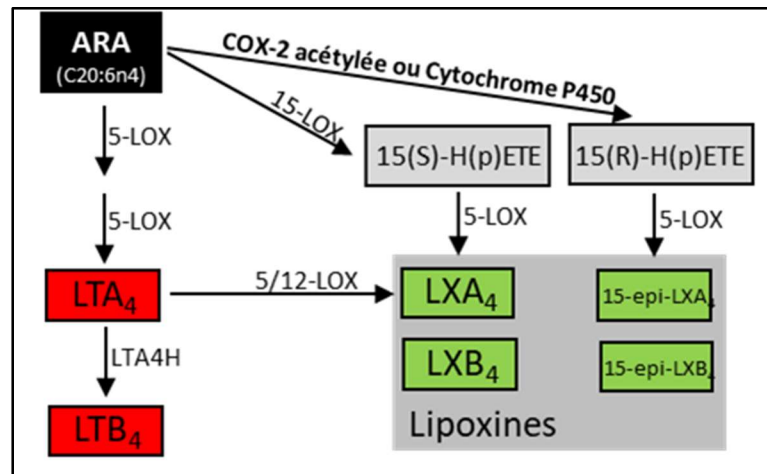 ARA
(C20:6n4)
COX-2 acétylée ou Cytochrome P450
15-LOX
5-LOX
15(S)-H(p)ETE
15(R)-H(p)ETE
5-LOX
5-LOX
5-LOX
LTA4
5/12-LOX
LXA4
15-epi-LXA4
LTA4H
LXB4
15-epi-LXB4
LTB4
Lipoxines